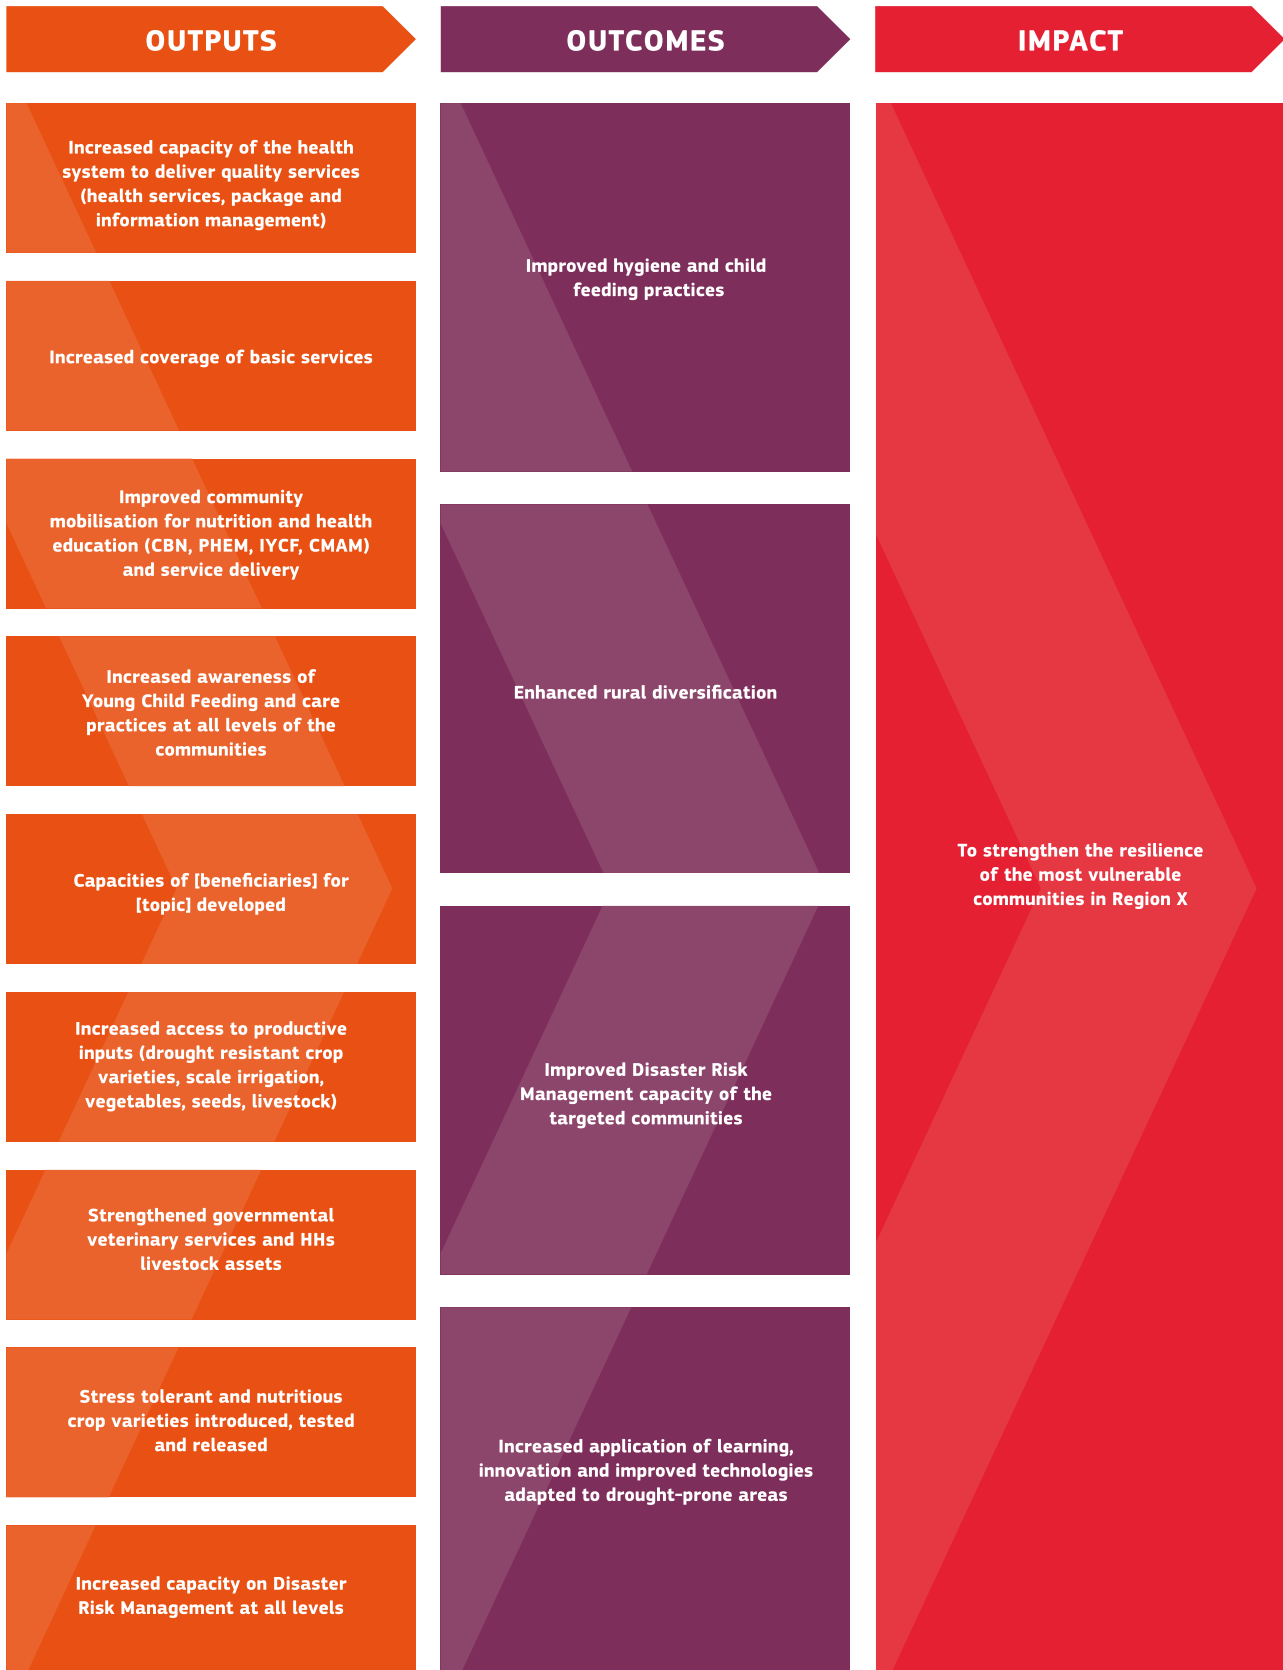 OUTPUTS
OUTCOMES
IMPACT
Increased capacity of the health
system to deliver quality services
(health services, package and
information management)
Increased coverage of basic services
Improved community
mobilisation for nutrition and health
education (CBN, PHEM, IYCF, CMAM)
and service delivery
Increased awareness of
Young Child Feeding and care
practices at all levels of the
communities
Capacities of [beneficiaries] for
[topic] developed
Increased access to productive
inputs (drought resistant crop
varieties, scale irrigation,
vegetables, seeds, livestock)
Strengthened governmental
veterinary services and HHs
livestock assets
Stress tolerant and nutritious
crop varieties introduced, tested
and released
Increased capacity on Disaster
Risk Management at all levels
Improved hygiene and child
feeding practices
Enhanced rural diversification
Improved Disaster Risk
Management capacity of the
targeted communities
Increased application of learning,
innovation and improved technologies
adapted to drought-prone areas
To strengthen the resilience
of the most vulnerable
communities in Region X